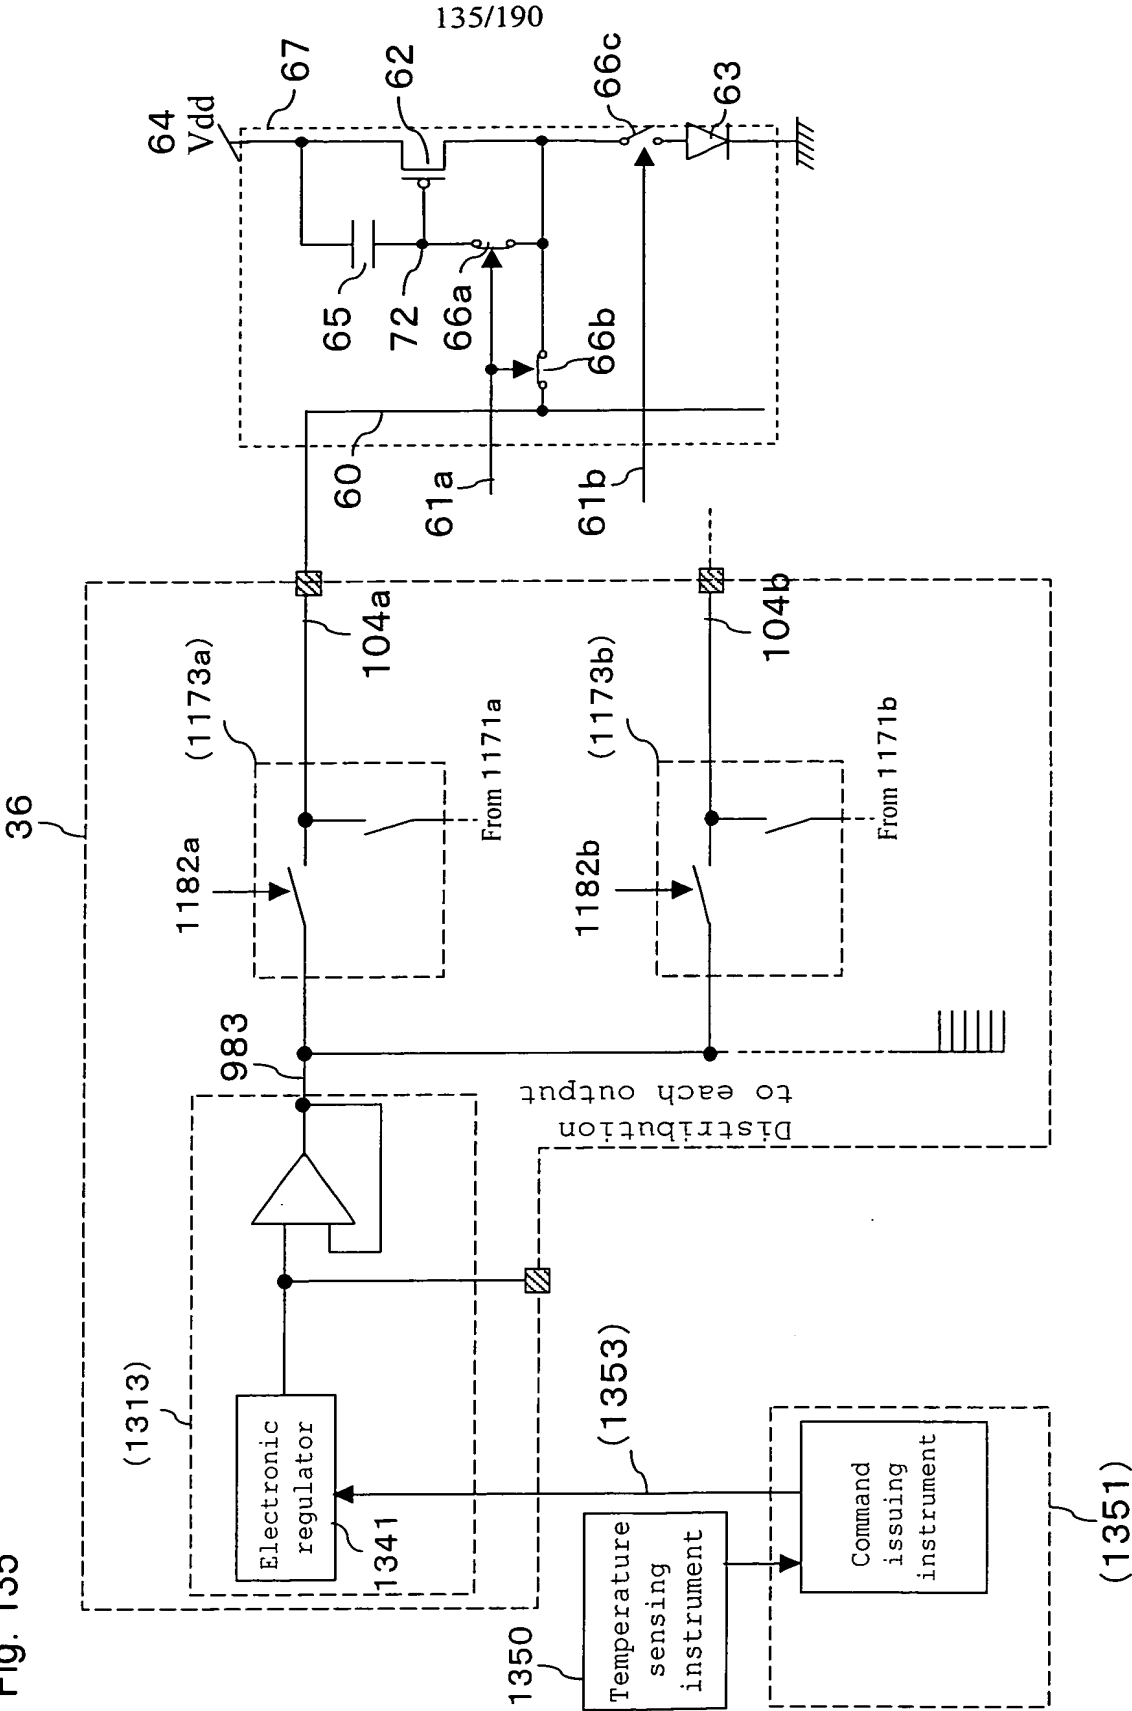 135/190
Fig. 135
36
(1313)
Electronic
regulator
1341
983
1182a
(1173a)
From 1171a
104a
1182b
(1173b)
From 1171b
104b
Distribution
to each output
64
Vdd
67
62
65
72
66a
66b
66c
63
60
61a
61b
1350
Temperature
sensing
instrument
(1353)
Command
issuing
instrument
(1351)